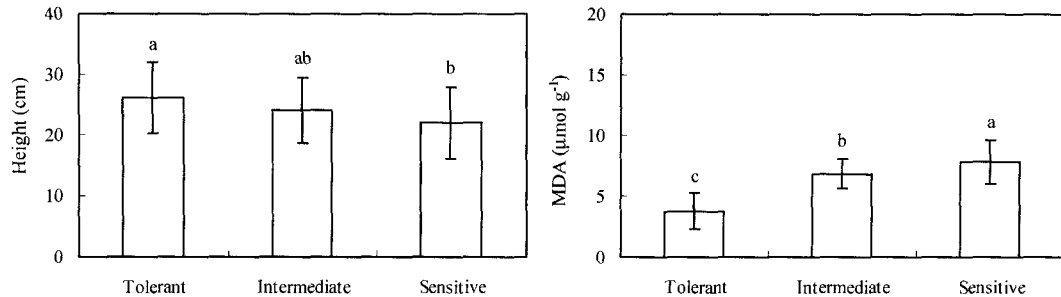 40
30
20
10
0
Height (cm)
a
ab
b
Tolerant
Intermediate
Sensitive
20
15
10
5
0
MDA (µmol g⁻¹)
c
b
a
Tolerant
Intermediate
Sensitive